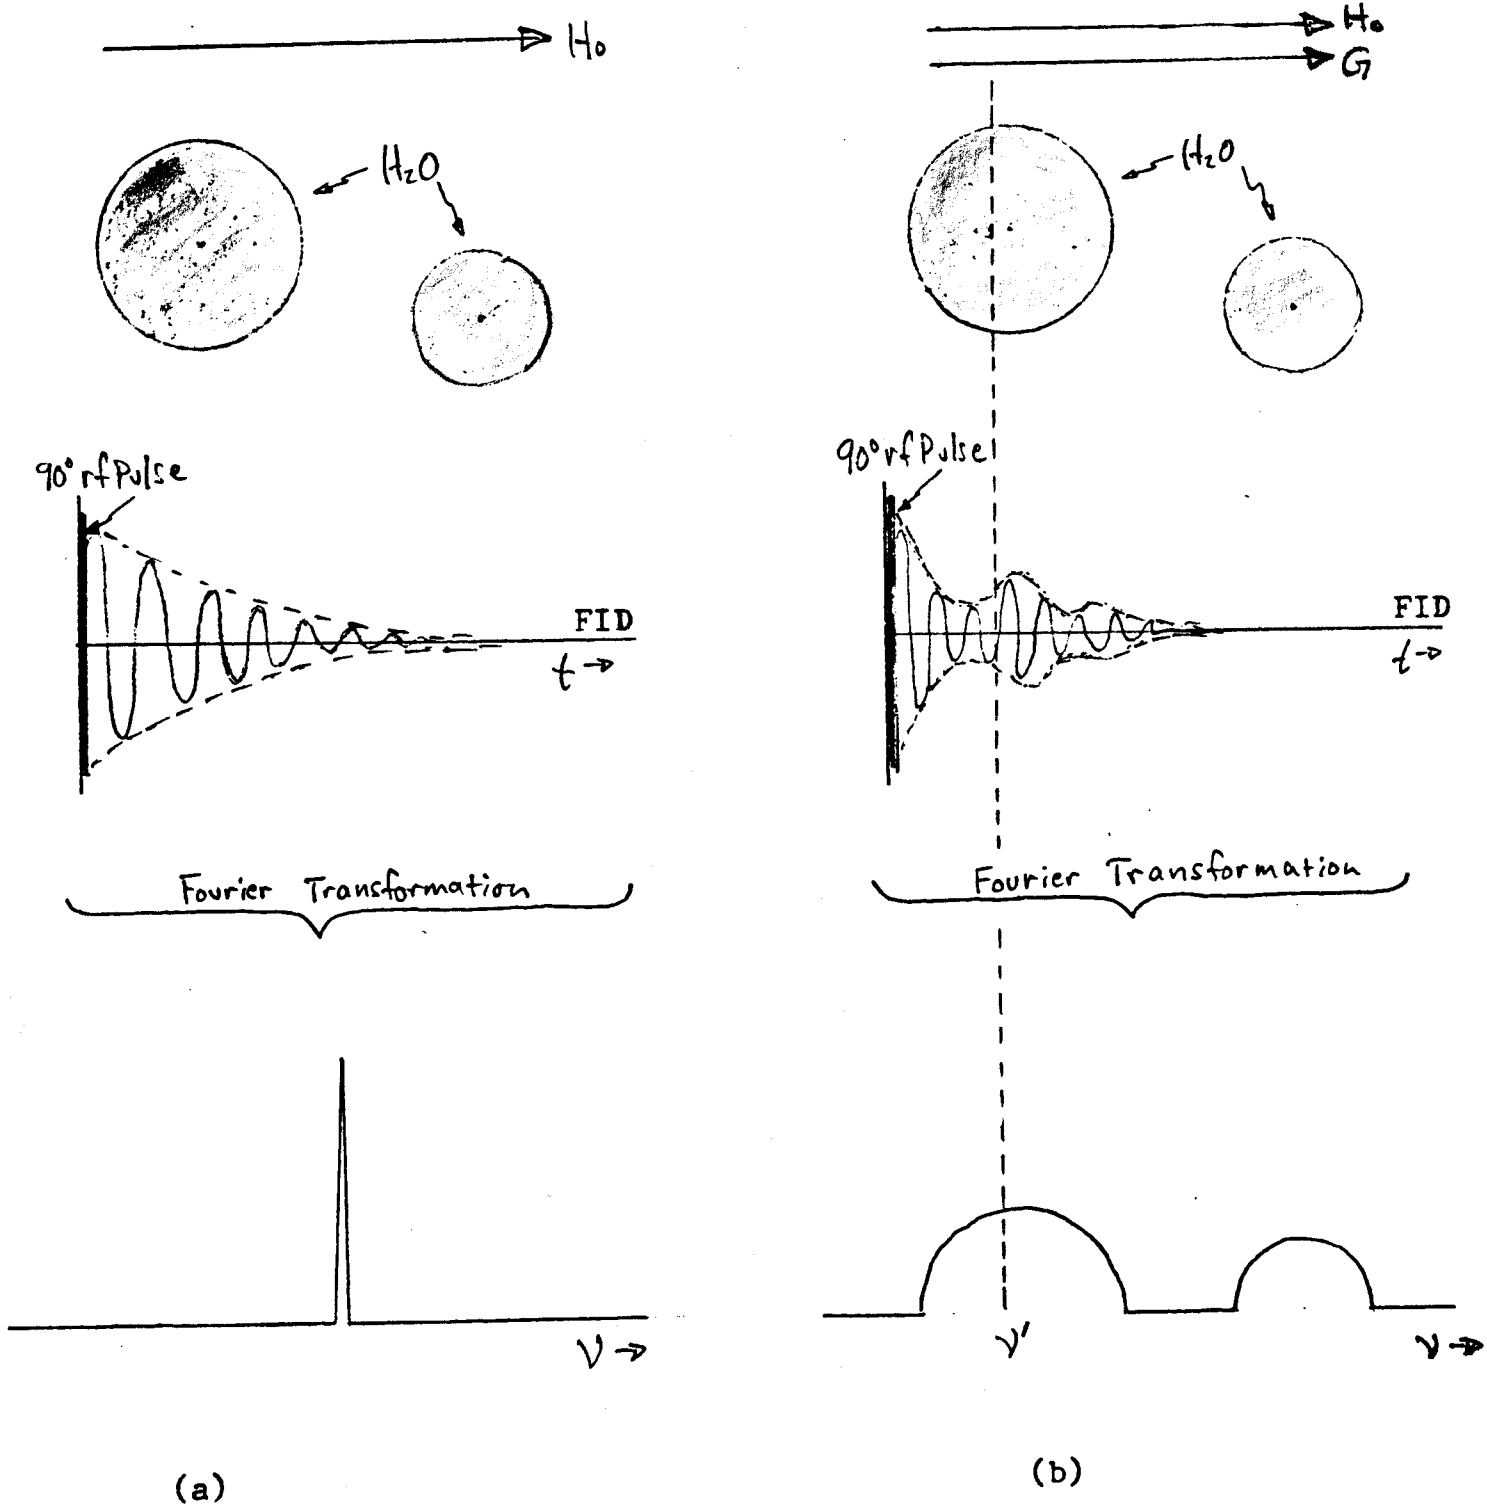 H₀
H₂O
90° rf Pulse
FID
t →
Fourier Transformation
ν →
(a)
H₀
G
H₂O
90° rf Pulse
FID
t →
Fourier Transformation
ν'
ν →
(b)